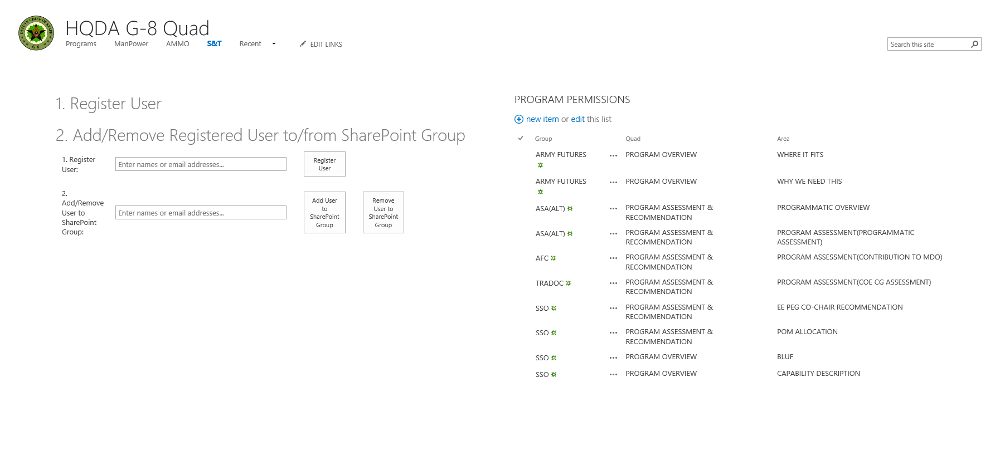 DEPUTY CHIEF OF STAFF
G 8
HQDA G-8 Quad
Programs ManPower AMMO S&T Recent EDIT LINKS
Search this site
1. Register User
2. Add/Remove Registered User to/from SharePoint Group
1. Register
User:
Enter names or email addresses...
Register
User
2.
Add/Remove
User to
SharePoint
Group:
Enter names or email addresses...
Add User
to
SharePoint
Group
Remove
User to
SharePoint
Group
PROGRAM PERMISSIONS
new item or edit this list
Group Quad Area
ARMY FUTURES ... PROGRAM OVERVIEW WHERE IT FITS
ARMY FUTURES ... PROGRAM OVERVIEW WHY WE NEED THIS
ASA(ALT) ... PROGRAM ASSESSMENT & PROGRAMMATIC OVERVIEW
RECOMMENDATION
ASA(ALT) ... PROGRAM ASSESSMENT & PROGRAM ASSESSMENT(PROGRAMMATIC
RECOMMENDATION ASSESSMENT)
AFC ... PROGRAM ASSESSMENT & PROGRAM ASSESSMENT(CONTRIBUTION TO MDO)
RECOMMENDATION
TRADOC ... PROGRAM ASSESSMENT & PROGRAM ASSESSMENT(COE CG ASSESSMENT)
RECOMMENDATION
SSO ... PROGRAM ASSESSMENT & EE PEG CO-CHAIR RECOMMENDATION
RECOMMENDATION
SSO ... PROGRAM ASSESSMENT & POM ALLOCATION
RECOMMENDATION
SSO ... PROGRAM OVERVIEW BLUF
SSO ... PROGRAM OVERVIEW CAPABILITY DESCRIPTION